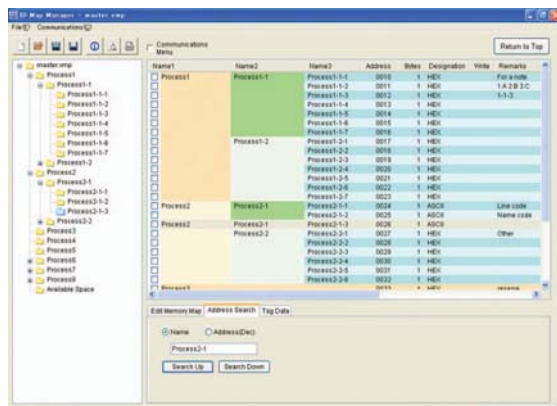 ID Map Manager - master.vmp
File(F) Communications(C)
Communications Menu
Return to Top
master.vmp
Process1
Process1-1
Process1-1-1
Process1-1-2
Process1-1-3
Process1-1-4
Process1-1-5
Process1-1-6
Process1-1-7
Process1-2
Process2
Process2-1
Process2-1-1
Process2-1-2
Process2-1-3
Process2-2
Process3
Process4
Process5
Process6
Process7
Process8
Available Space
Name1 Name2 Name3 Address Bytes Designation Write Remarks
Process1 Process1-1 Process1-1-1 0010 1 HEX For a note
Process1-1-2 0011 1 HEX 1:A 2:B 3:C
Process1-1-3 0012 1 HEX 1-1-3
Process1-1-4 0013 1 HEX
Process1-1-5 0014 1 HEX
Process1-1-6 0015 1 HEX
Process1-1-7 0016 1 HEX
Process1-2 Process1-2-1 0017 1 HEX
Process1-2-2 0018 1 HEX
Process1-2-3 0019 1 HEX
Process1-2-4 0020 1 HEX
Process1-2-5 0021 1 HEX
Process1-2-6 0022 1 HEX
Process1-2-7 0023 1 HEX
Process2 Process2-1 Process2-1-1 0024 1 ASCII Line code
Process2-1-2 0025 1 ASCII Name code
Process2 Process2-1 Process2-1-3 0026 1 ASCII
Process2-2 Process2-2-1 0027 1 HEX Other
Process2-2-2 0028 1 HEX
Process2-2-3 0029 1 HEX
Process2-2-4 0030 1 HEX
Process2-2-5 0031 1 HEX
Process2-2-6 0032 1 HEX
Process3 0033 1 HEX
Edit Memory Map Address Search Tag Data
Name Address(Dec)
Process2-1
Search Up Search Down